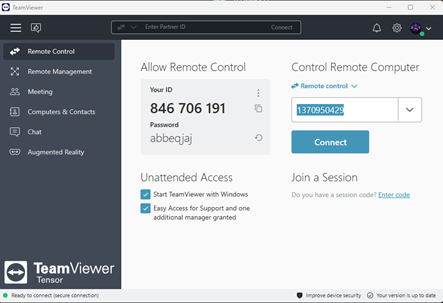 TeamViewer
Enter Partner ID
Connect
Remote Control
Remote Management
Meeting
Computers & Contacts
Chat
Augmented Reality
TeamViewer
Tensor
Allow Remote Control
Your ID
846 706 191
Password
abbeqjaj
Unattended Access
Start TeamViewer with Windows
Easy Access for Support and one
additional manager granted
Control Remote Computer
Remote control
1370950429
Connect
Join a Session
Do you have a session code? Enter code
Ready to connect (secure connection)
Improve device security
Your version is up to date